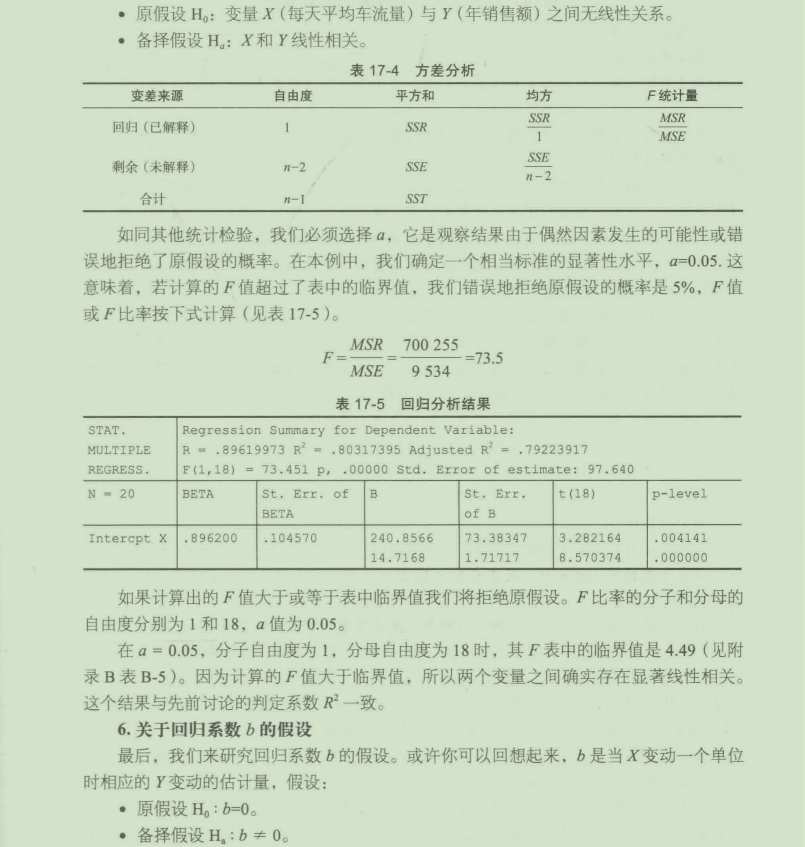 • 原假设 H₀：变量 X（每天平均车流量）与 Y（年销售额）之间无线性关系。
• 备择假设 Hₐ：X 和 Y 线性相关。
表 17-4 方差分析
变差来源 自由度 平方和 均方 F 统计量
回归（已解释） 1 SSR SSR/1 MSR/MSE
剩余（未解释） n−2 SSE SSE/n−2
合计 n−1 SST
如同其他统计检验，我们必须选择 a，它是观察结果由于偶然因素发生的可能性或错
误地拒绝了原假设的概率。在本例中，我们确定一个相当标准的显著性水平，a=0.05. 这
意味着，若计算的 F 值超过了表中的临界值，我们错误地拒绝原假设的概率是 5%，F 值
或 F 比率按下式计算（见表 17-5）。
F = MSR/MSE = 700 255/9 534 =73.5
表 17-5 回归分析结果
STAT. Regression Summary for Dependent Variable:
MULTIPLE R = .89619973 R² = .80317395 Adjusted R² = .79223917
REGRESS. F(1,18) = 73.451 p, .00000 Std. Error of estimate: 97.640
N = 20 BETA St. Err. of BETA B St. Err. of B t(18) p-level
Intercpt X .896200 .104570 240.8566 73.38347 3.282164 .004141
14.7168 1.71717 8.570374 .000000
如果计算出的 F 值大于或等于表中临界值我们将拒绝原假设。F 比率的分子和分母的
自由度分别为 1 和 18，a 值为 0.05。
在 a = 0.05，分子自由度为 1，分母自由度为 18 时，其 F 表中的临界值是 4.49（见附
录 B 表 B-5）。因为计算的 F 值大于临界值，所以两个变量之间确实存在显著线性相关。
这个结果与先前讨论的判定系数 R² 一致。
6. 关于回归系数 b 的假设
最后，我们来研究回归系数 b 的假设。或许你可以回想起来，b 是当 X 变动一个单位
时相应的 Y 变动的估计量，假设：
• 原假设 H₀：b=0。
• 备择假设 Hₐ：b ≠ 0。